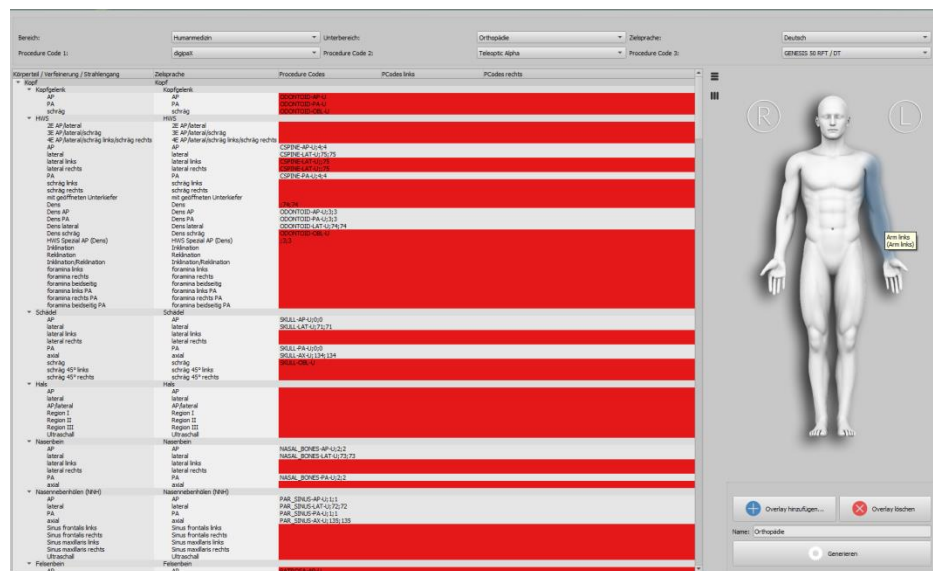 Bereich: Humanmedizin Unterbereich: Orthopädie Zielsprache: Deutsch
Procedure Code 1: digipaX Procedure Code 2: Teleoptic Alpha Procedure Code 3: GENESIS 50 RFT / DT
Körperteil / Verfeinerung / Strahlengang Zielsprache Procedure Codes PCodes links PCodes rechts
Kopf Kopf
Kopfgelenk Kopfgelenk
AP AP ODONTOID-AP-U
PA PA ODONTOID-PA-U
schräg schräg ODONTOID-OBL-U
HWS HWS
2E AP/lateral 2E AP/lateral
3E AP/lateral/schräg 3E AP/lateral/schräg
4E AP/lateral/schräg links/schräg rechts 4E AP/lateral/schräg links/schräg rechts
AP AP CSPINE-AP-U;4;4
lateral lateral CSPINE-LAT-U;75;75
lateral links lateral links CSPINE-LAT-U;;75
lateral rechts lateral rechts CSPINE-LAT-U;;75
PA PA CSPINE-PA-U;4;4
schräg links schräg links
schräg rechts schräg rechts
mit geöffneten Unterkiefer mit geöffneten Unterkiefer
Dens Dens ;74;74
Dens AP Dens AP ODONTOID-AP-U;3;3
Dens PA Dens PA ODONTOID-PA-U;3;3
Dens lateral Dens lateral ODONTOID-LAT-U;74;74
Dens schräg Dens schräg ODONTOID-OBL-U
HWS Spezial AP (Dens) HWS Spezial AP (Dens) ;3;3
Inklination Inklination
Reklination Reklination
Inklination/Reklination Inklination/Reklination
foramina links foramina links
foramina rechts foramina rechts
foramina beidseitig foramina beidseitig
foramina links PA foramina links PA
foramina rechts PA foramina rechts PA
foramina beidseitig PA foramina beidseitig PA
Schädel Schädel
AP AP SKULL-AP-U;0;0
lateral lateral SKULL-LAT-U;71;71
lateral links lateral links
lateral rechts lateral rechts
PA PA SKULL-PA-U;0;0
axial axial SKULL-AX-U;134;134
schräg schräg SKULL-OBL-U
schräg 45° links schräg 45° links
schräg 45° rechts schräg 45° rechts
Hals Hals
AP AP
lateral lateral
AP/lateral AP/lateral
Region I Region I
Region II Region II
Region III Region III
Ultraschall Ultraschall
Nasenbein Nasenbein
AP AP NASAL_BONES-AP-U;2;2
lateral lateral NASAL_BONES-LAT-U;73;73
lateral links lateral links
lateral rechts lateral rechts
PA PA NASAL_BONES-PA-U;2;2
axial axial
Nasennebenhölen (NNH) Nasennebenhölen (NNH)
AP AP PAR_SINUS-AP-U;1;1
lateral lateral PAR_SINUS-LAT-U;72;72
PA PA PAR_SINUS-PA-U;1;1
axial axial PAR_SINUS-AX-U;135;135
Sinus frontalis links Sinus frontalis links
Sinus frontalis rechts Sinus frontalis rechts
Sinus maxillaris links Sinus maxillaris links
Sinus maxillaris rechts Sinus maxillaris rechts
Ultraschall Ultraschall
Felsenbein Felsenbein
AP AP
R L
Arm links
(Arm links)
Overlay hinzufügen... Overlay löschen
Name: Orthopädie
Generieren